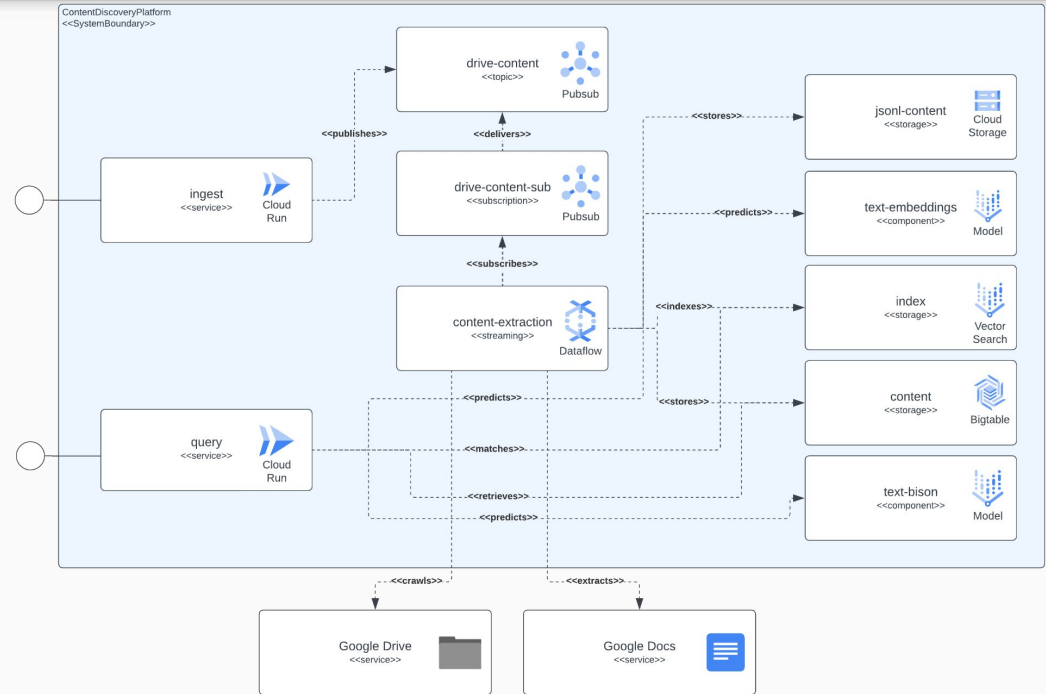 ContentDiscoveryPlatform
<<SystemBoundary>>
drive-content
<<topic>>
Pubsub
<<publishes>>
<<delivers>>
<<stores>>
jsonl-content
<<storage>>
Cloud
Storage
ingest
<<service>>
Cloud
Run
drive-content-sub
<<subscription>>
Pubsub
<<predicts>>
text-embeddings
<<component>>
Model
<<subscribes>>
content-extraction
<<streaming>>
Dataflow
<<indexes>>
index
<<storage>>
Vector
Search
<<predicts>>
<<stores>>
content
<<storage>>
Bigtable
query
<<service>>
Cloud
Run
<<matches>>
<<retrieves>>
<<predicts>>
text-bison
<<component>>
Model
<<crawls>>
<<extracts>>
Google Drive
<<service>>
Google Docs
<<service>>